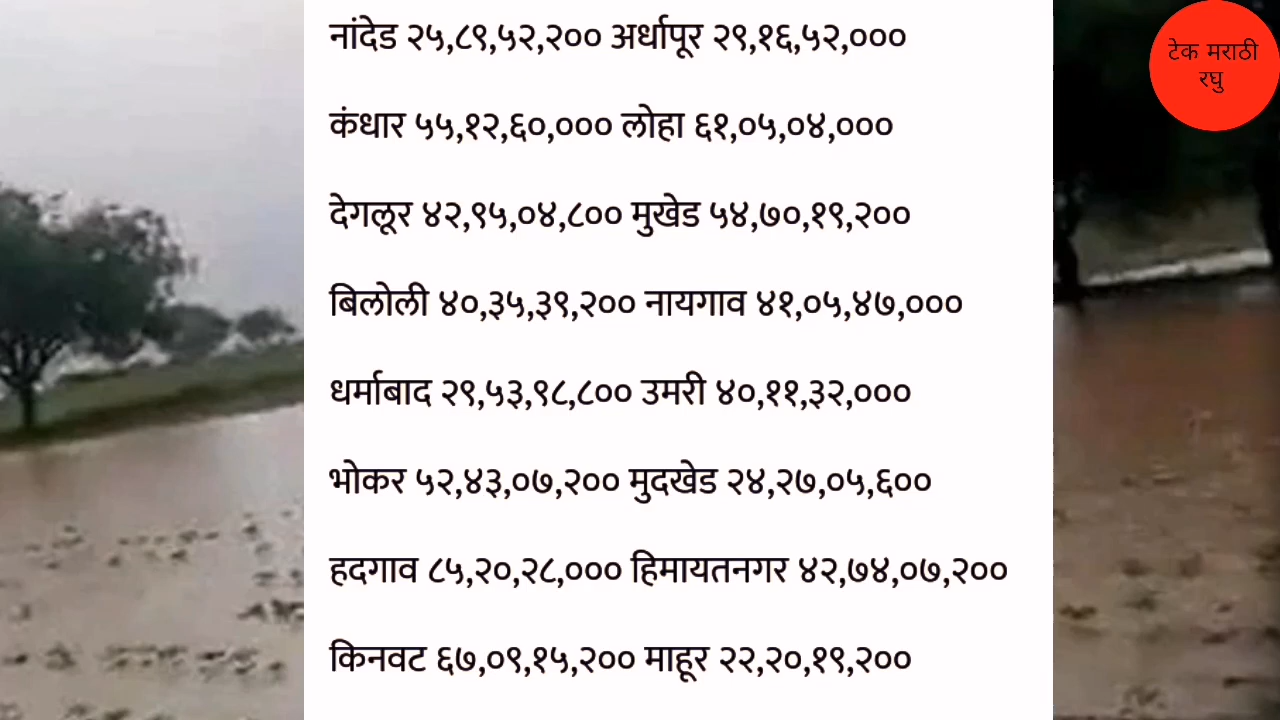 नांदेड २५,८९,५२,२०० अर्धापूर २९,१६,५२,०००
कंधार ५५,१२,६०,००० लोहा ६१,०५,०४,०००
देगलूर ४२,९५,०४,८०० मुखेड ५४,७०,१९,२००
बिलोली ४०,३५,३९,२०० नायगाव ४१,०५,४७,०००
धर्माबाद २९,५३,९८,८०० उमरी ४०,११,३२,०००
भोकर ५२,४३,०७,२०० मुदखेड २४,२७,०५,६००
हदगाव ८५,२०,२८,००० हिमायतनगर ४२,७४,०७,२००
किनवट ६७,०९,१५,२०० माहूर २२,२०,१९,२००
टेक मराठी
रघु